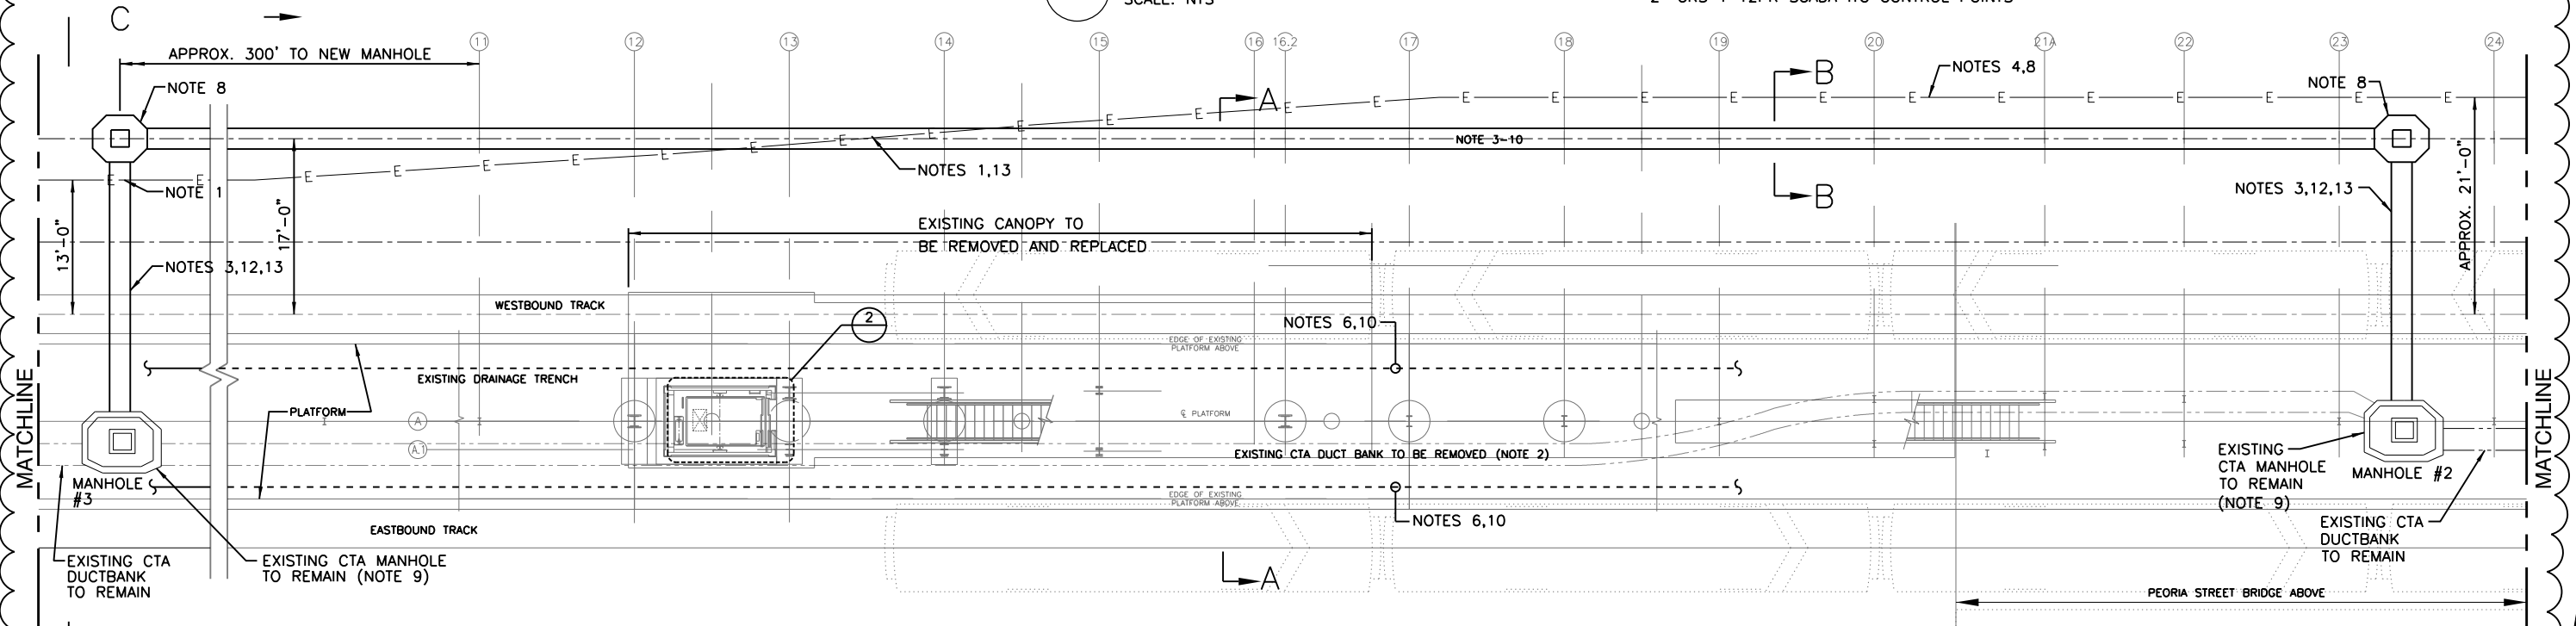 SCALE: NTS
C
11
12
13
14
15
16
16.2
17
18
19
20
21A
22
23
24
APPROX. 300' TO NEW MANHOLE
NOTE 8
A
B
NOTES 4,8
NOTE 8
E E E E E E E E E E E E E E E E E E E E E E E E E E E
NOTE 3-10
NOTE 1
NOTES 1,13
B
NOTES 3,12,13
13'-0"
17'-0"
APPROX. 21'-0"
EXISTING CANOPY TO
BE REMOVED AND REPLACED
NOTES 3,12,13
WESTBOUND TRACK
2
NOTES 6,10
EDGE OF EXISTING
PLATFORM ABOVE
EXISTING DRAINAGE TRENCH
PLATFORM
A
℄ PLATFORM
A.1
EXISTING CTA DUCT BANK TO BE REMOVED (NOTE 2)
MATCHLINE
MATCHLINE
MANHOLE
#3
MANHOLE #2
EXISTING
CTA MANHOLE
TO REMAIN
(NOTE 9)
EDGE OF EXISTING
PLATFORM ABOVE
NOTES 6,10
EASTBOUND TRACK
EXISTING CTA
DUCTBANK
TO REMAIN
EXISTING CTA MANHOLE
TO REMAIN (NOTE 9)
A
EXISTING CTA
DUCTBANK
TO REMAIN
PEORIA STREET BRIDGE ABOVE